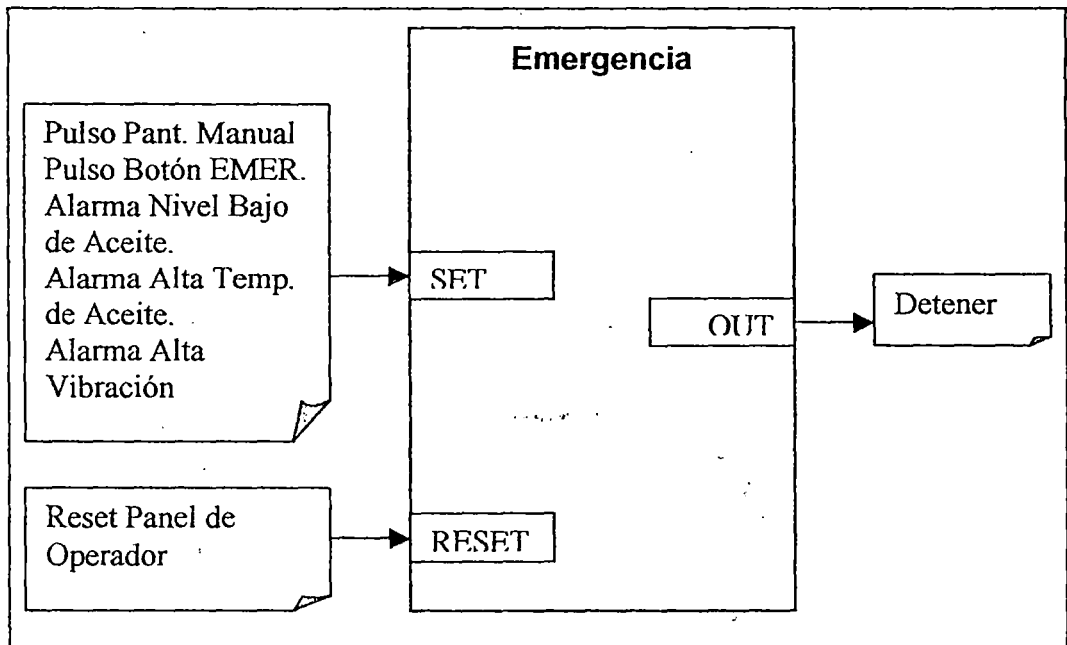 Emergencia
Pulso Pant. Manual
Pulso Botón EMER.
Alarma Nivel Bajo
de Aceite.
Alarma Alta Temp.
de Aceite.
Alarma Alta
Vibración
SET
OUT
Detener
Reset Panel de
Operador
RESET